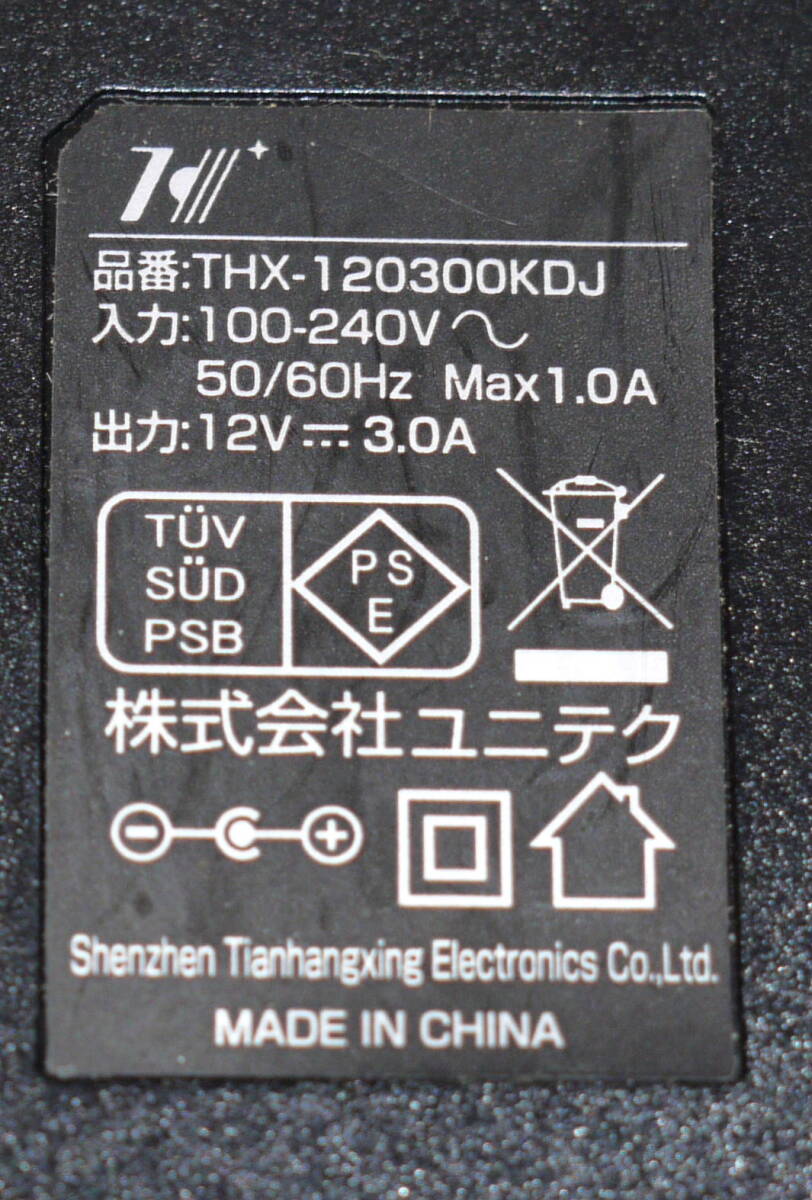 品番:THX-120300KDJ
入力:100-240V～
50/60Hz Max1.0A
出力:12V⎓3.0A
TÜV
SÜD
PSB
PS
E
株式会社ユニテク
Shenzhen Tianhangxing Electronics Co.,Ltd.
MADE IN CHINA